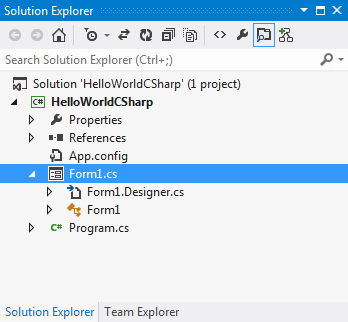 Solution Explorer
Search Solution Explorer (Ctrl+;)
Solution 'HelloWorldCSharp' (1 project)
C# HelloWorldCSharp
Properties
References
App.config
Form1.cs
Form1.Designer.cs
Form1
C# Program.cs
Solution Explorer Team Explorer